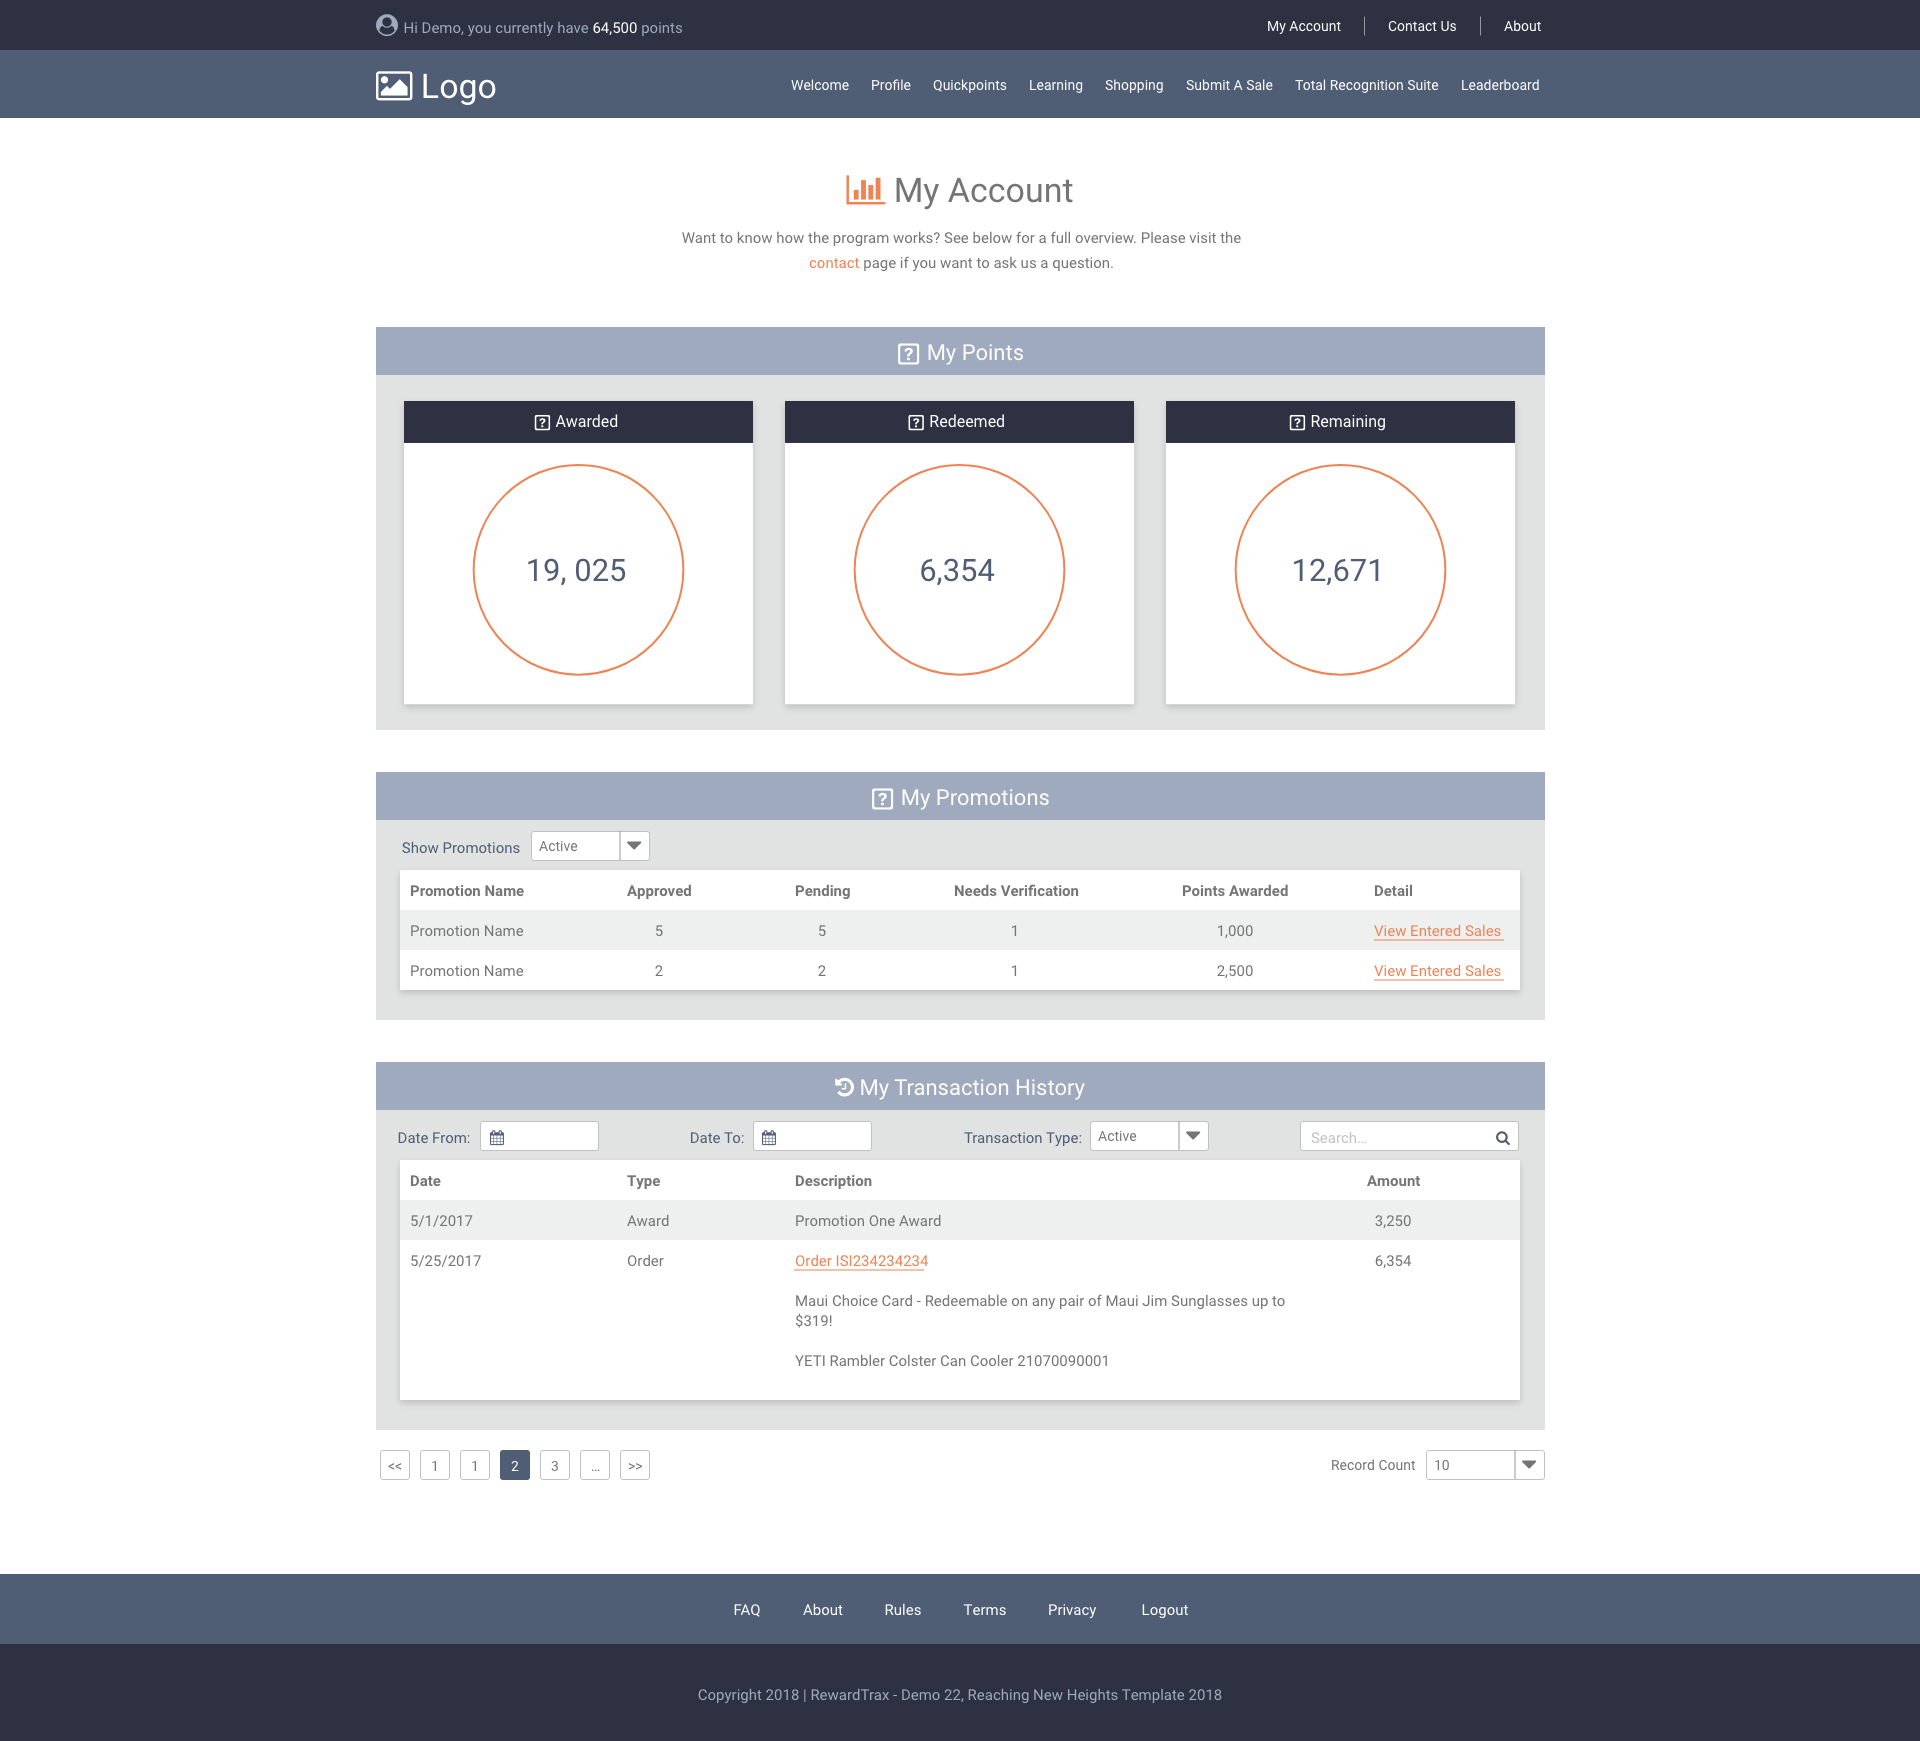 Hi Demo, you currently have 64,500 points
My Account
Contact Us
About
Logo
Welcome
Profile
Quickpoints
Learning
Shopping
Submit A Sale
Total Recognition Suite
Leaderboard
My Account
Want to know how the program works? See below for a full overview. Please visit the
contact page if you want to ask us a question.
My Points
Awarded
Redeemed
Remaining
19, 025
6,354
12,671
My Promotions
Show Promotions
Active
Promotion Name
Approved
Pending
Needs Verification
Points Awarded
Detail
Promotion Name
5
5
1
1,000
View Entered Sales
Promotion Name
2
2
1
2,500
View Entered Sales
My Transaction History
Date From:
Date To:
Transaction Type:
Active
Search...
Date
Type
Description
Amount
5/1/2017
Award
Promotion One Award
3,250
5/25/2017
Order
Order ISI234234234
6,354
Maui Choice Card - Redeemable on any pair of Maui Jim Sunglasses up to
$319!
YETI Rambler Colster Can Cooler 21070090001
<<
1
1
2
3
...
>>
Record Count
10
FAQ
About
Rules
Terms
Privacy
Logout
Copyright 2018 | RewardTrax - Demo 22, Reaching New Heights Template 2018